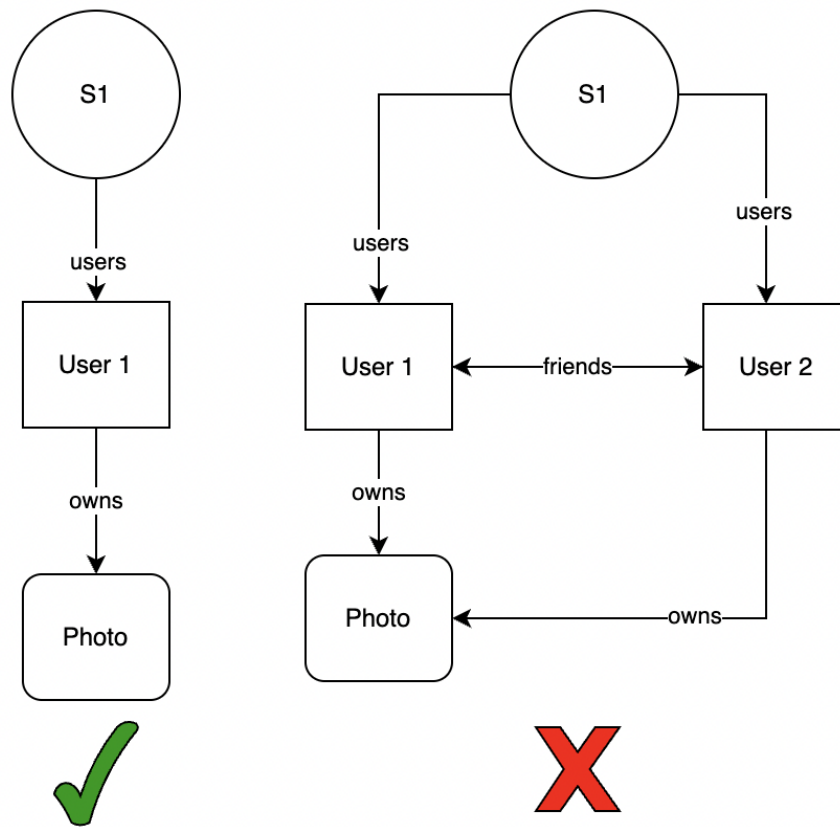 S1
users
User 1
owns
Photo
S1
users
users
User 1
friends
User 2
owns
Photo
owns